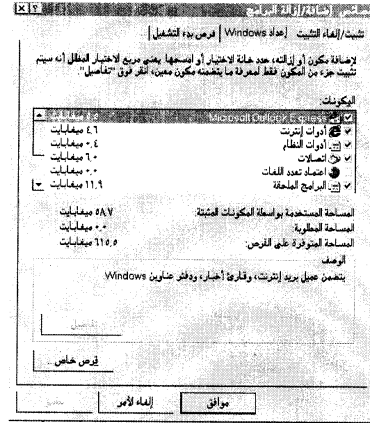 خصائص إضافة/إزالة البرامج
تثبيت/إلغاء التثبيت إعداد Windows قرص بدء التشغيل
لإضافة مكون أو إزالته، حدد خانة الاختيار أو امسحها. يعني مربع الاختيار المظلل أنه سيتم
تثبيت جزء من المكون فقط. لمعرفة ما يتضمنه مكون معين، انقر فوق "تفاصيل".
المكونات:
Microsoft Outlook Express ٤.٥ ميغابايت
أدوات إنترنت ٤.٦ ميغابايت
أدوات النظام ٠.٤ ميغابايت
اتصالات ٦.٠ ميغابايت
اعتماد تعدد اللغات ٠.٠ ميغابايت
البرامج الملحقة ١١.٩ ميغابايت
المساحة المستخدمة بواسطة المكونات المثبتة: ٥٨.٧ ميغابايت
المساحة المطلوبة: ٠.٠ ميغابايت
المساحة المتوفرة على القرص: ٦١٥.٥ ميغابايت
الوصف
يتضمن عميل بريد إنترنت، وقارئ أخبار، ودفتر عناوين Windows
تفاصيل...
قرص خاص...
موافق إلغاء الأمر تطبيق